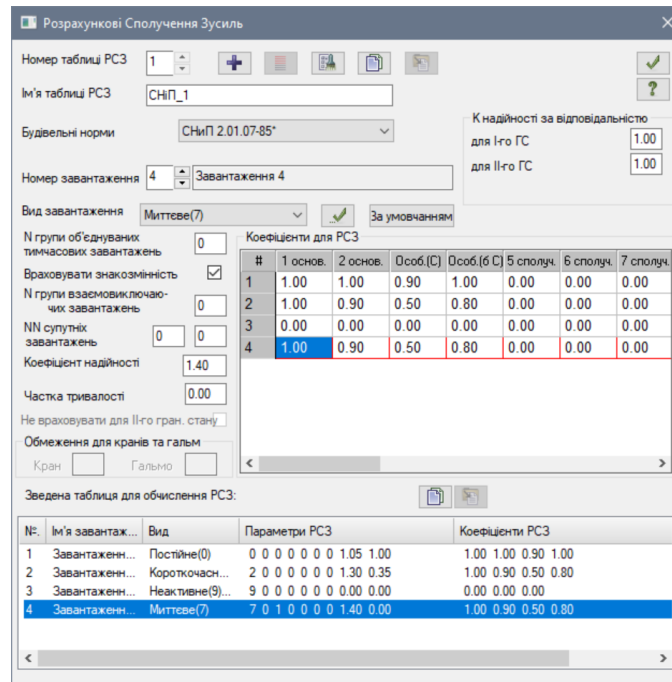 Розрахункові Сполучення Зусиль
Номер таблиці РСЗ 1
Ім'я таблиці РСЗ СНіП_1
Будівельні норми СНиП 2.01.07-85*
К надійності за відповідальністю
для І-го ГС 1.00
для ІІ-го ГС 1.00
Номер завантаження 4 Завантаження 4
Вид завантаження Миттєве(7) За умовчанням
N групи об'єднуваних
тимчасових завантажень 0
Враховувати знакозмінність
N групи взаємовиключаю-
чих завантажень 0
NN супутніх
завантажень 0 0
Коефіцієнт надійності 1.40
Частка тривалості 0.00
Не враховувати для ІІ-го гран. стану
Обмеження для кранів та гальм
Кран Гальмо
Коефіцієнти для РСЗ
# 1 основ. 2 основ. Особ.(С) Особ.(б С) 5 сполуч. 6 сполуч. 7 сполуч.
1 1.00 1.00 0.90 1.00 0.00 0.00 0.00
2 1.00 0.90 0.50 0.80 0.00 0.00 0.00
3 0.00 0.00 0.00 0.00 0.00 0.00 0.00
4 1.00 0.90 0.50 0.80 0.00 0.00 0.00
Зведена таблиця для обчислення РСЗ:
№. Ім'я завантаж... Вид Параметри РСЗ Коефіцієнти РСЗ
1 Завантаженн... Постійне(0) 0 0 0 0 0 0 0 1.05 1.00 1.00 1.00 0.90 1.00
2 Завантаженн... Короткочасн... 2 0 0 0 0 0 0 1.30 0.35 1.00 0.90 0.50 0.80
3 Завантаженн... Неактивне(9)... 9 0 0 0 0 0 0 0.00 0.00 0.00 0.00 0.00
4 Завантаженн... Миттєве(7) 7 0 1 0 0 0 0 1.40 0.00 1.00 0.90 0.50 0.80